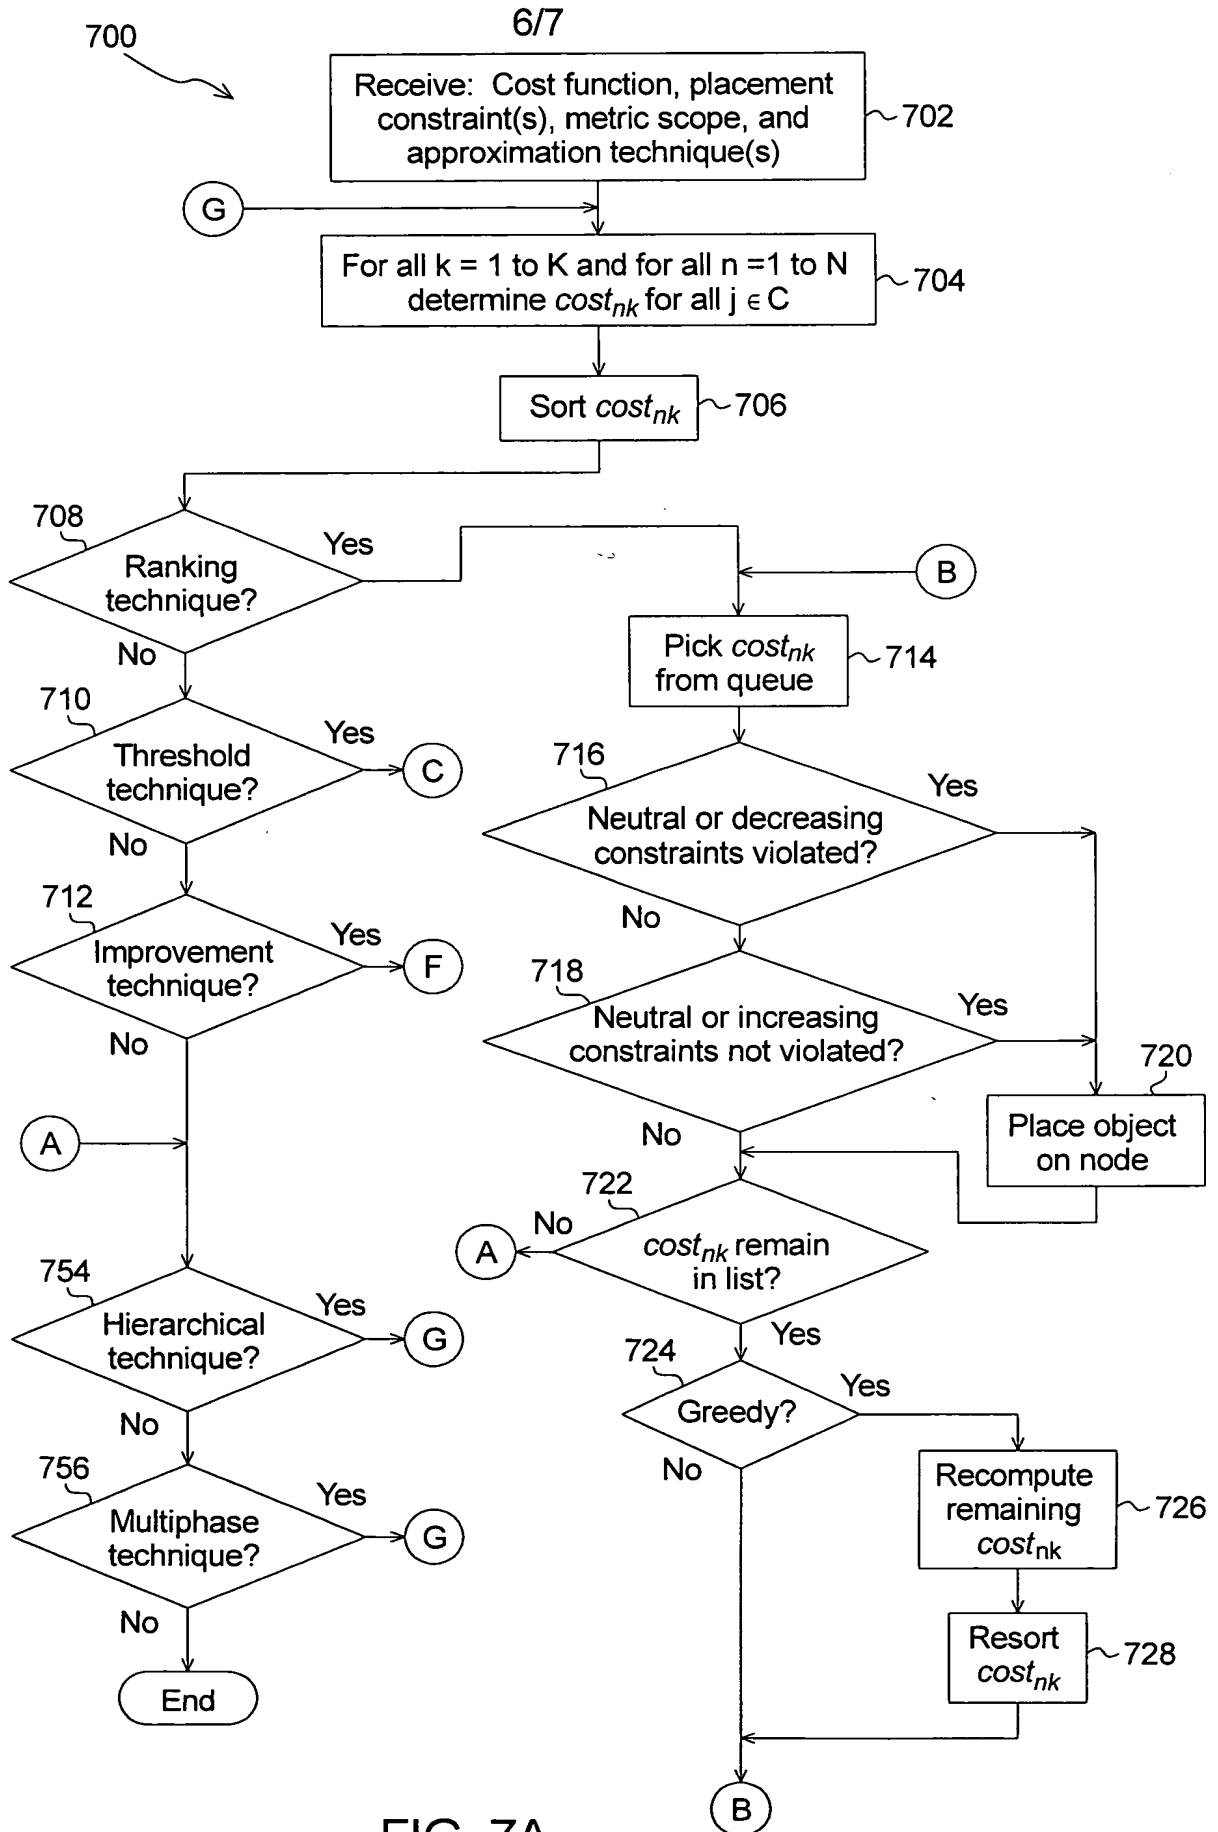 6/7
700
Receive: Cost function, placement
constraint(s), metric scope, and
approximation technique(s)
702
G
For all k = 1 to K and for all n =1 to N
determine cost_nk for all j ∈ C
704
Sort cost_nk
706
708
Ranking
technique?
Yes
No
B
Pick cost_nk
from queue
714
710
Threshold
technique?
Yes
C
No
716
Neutral or decreasing
constraints violated?
Yes
No
712
Improvement
technique?
Yes
F
No
718
Neutral or increasing
constraints not violated?
Yes
No
720
Place object
on node
A
722
cost_nk remain
in list?
No
A
Yes
754
Hierarchical
technique?
Yes
G
No
724
Greedy?
Yes
No
Recompute
remaining
cost_nk
726
756
Multiphase
technique?
Yes
G
No
Resort
cost_nk
728
End
B
FIG. 7A